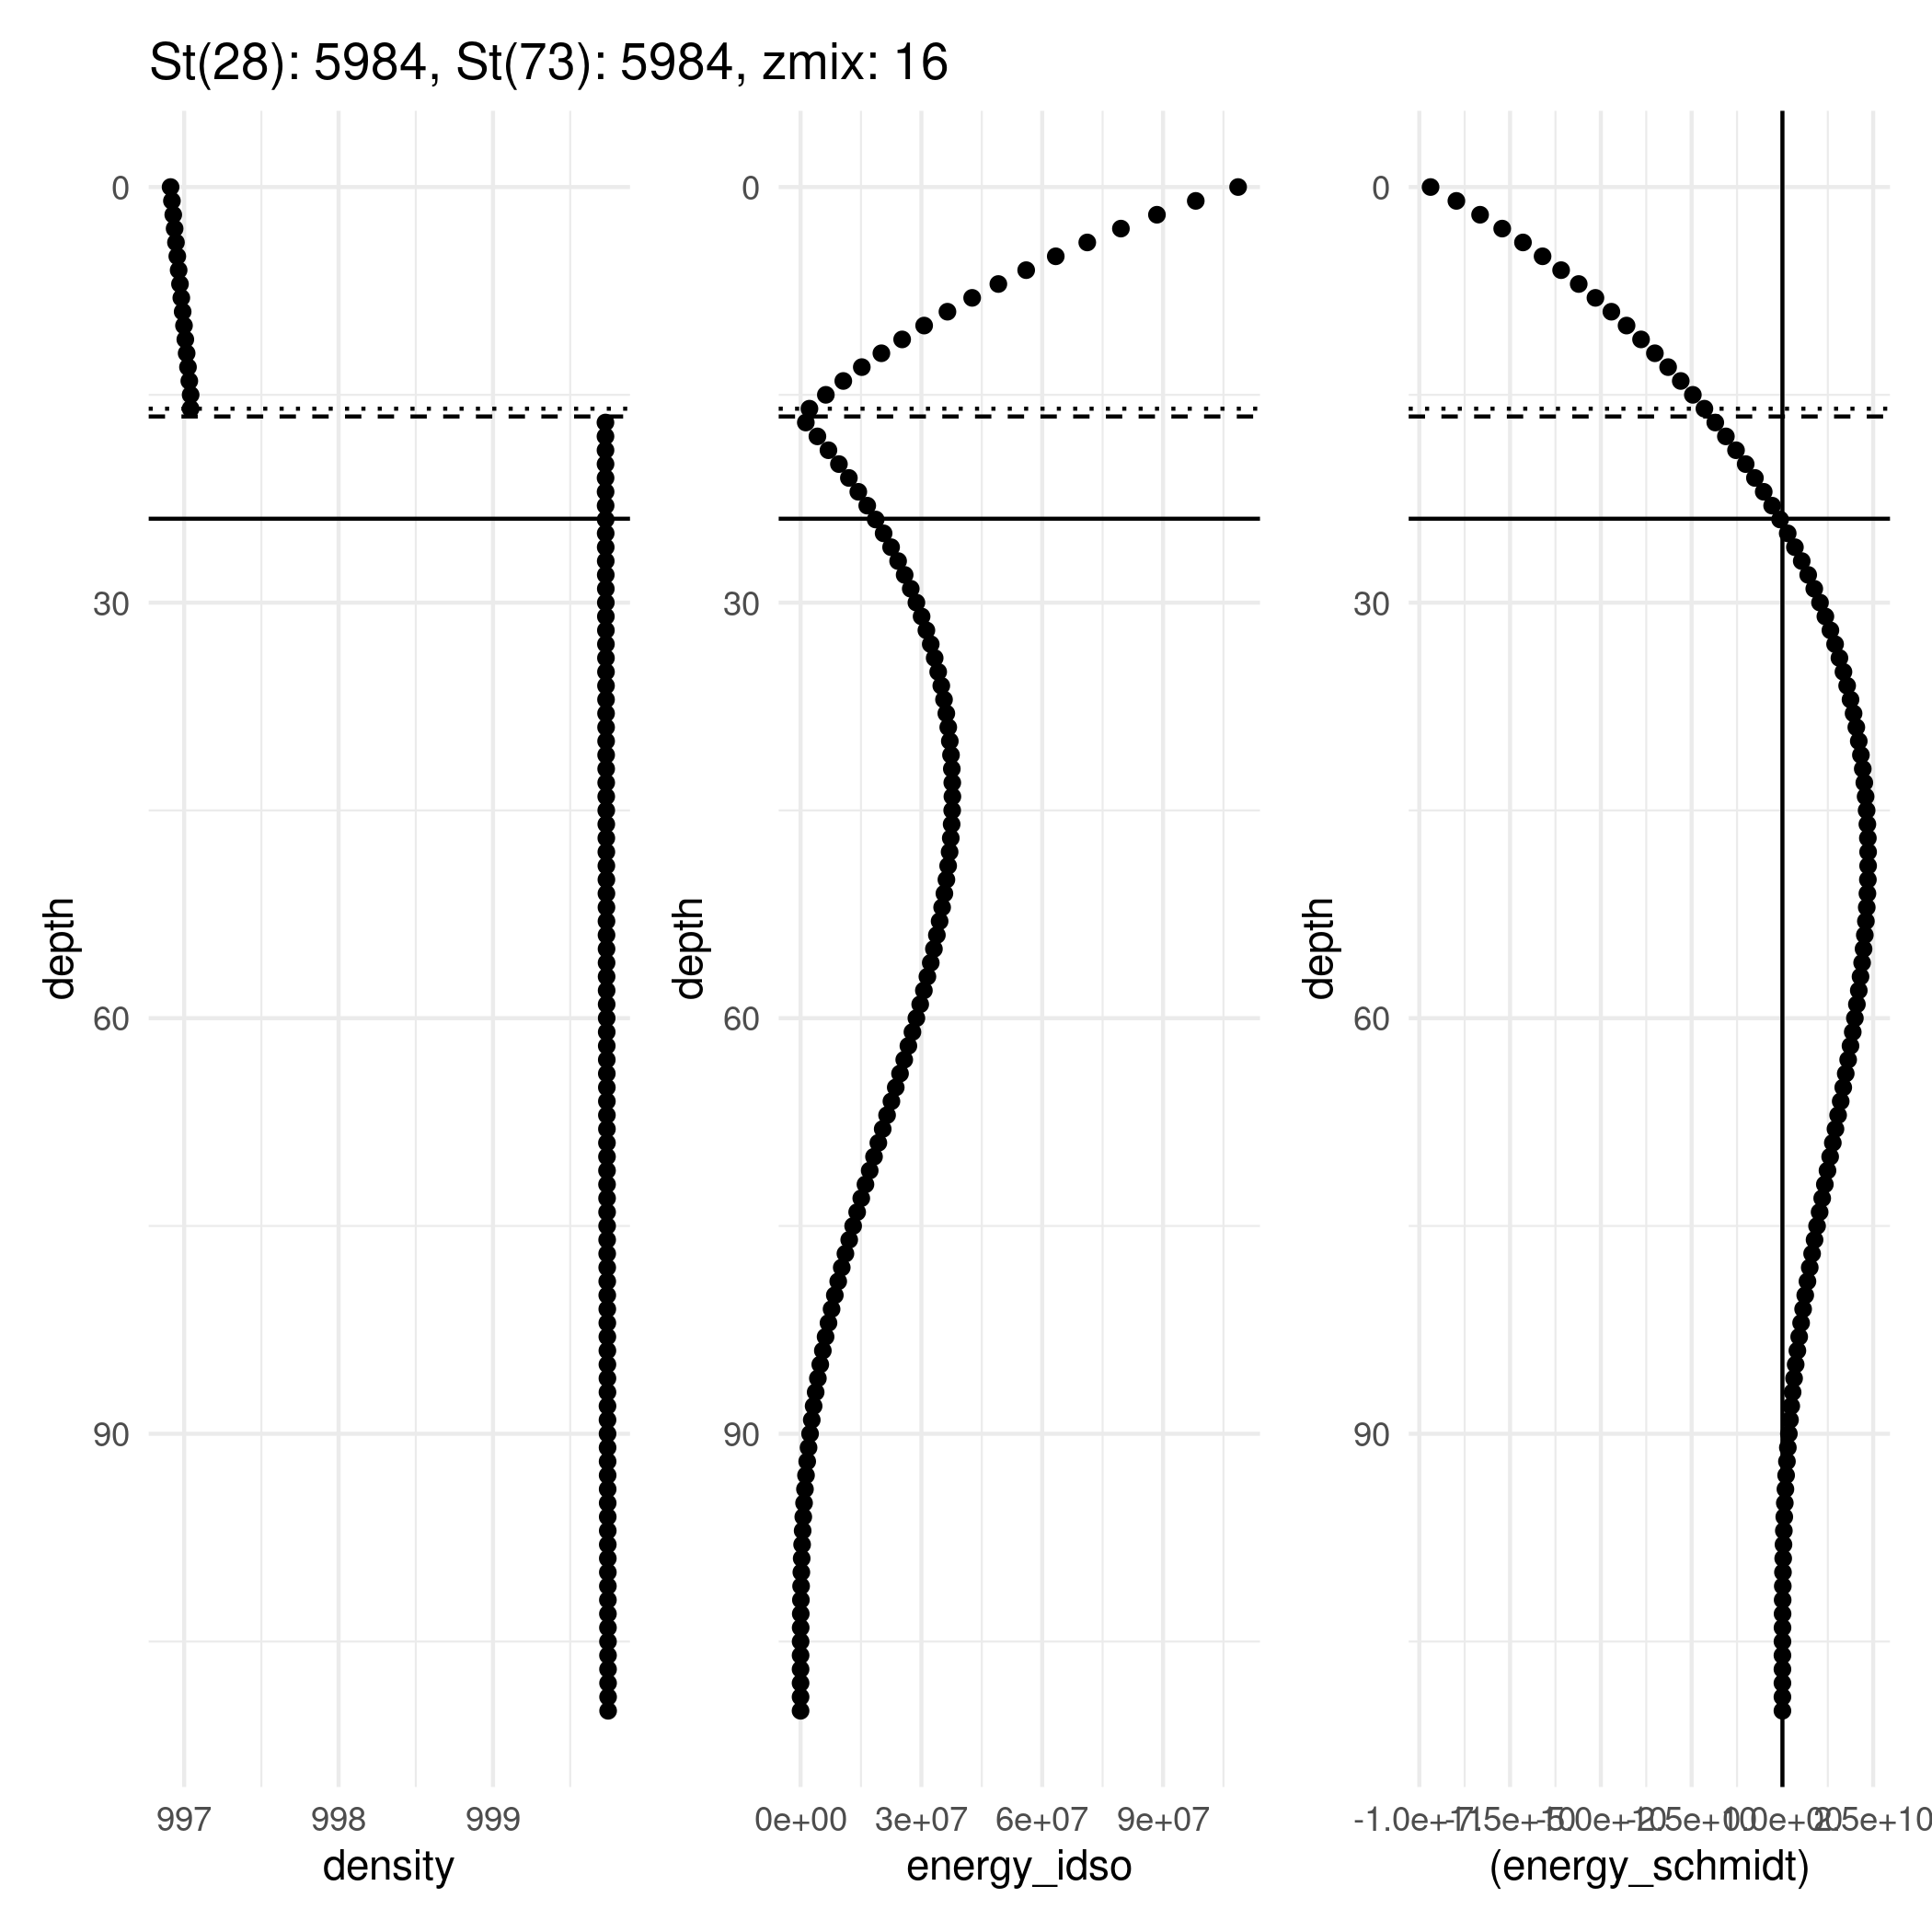 St(28): 5984, St(73): 5984, zmix: 16
0
30
60
90
depth
997
998
999
density
0
30
60
90
depth
0e+00
3e+07
6e+07
9e+07
energy_idso
0
30
60
90
depth
(energy_schmidt)